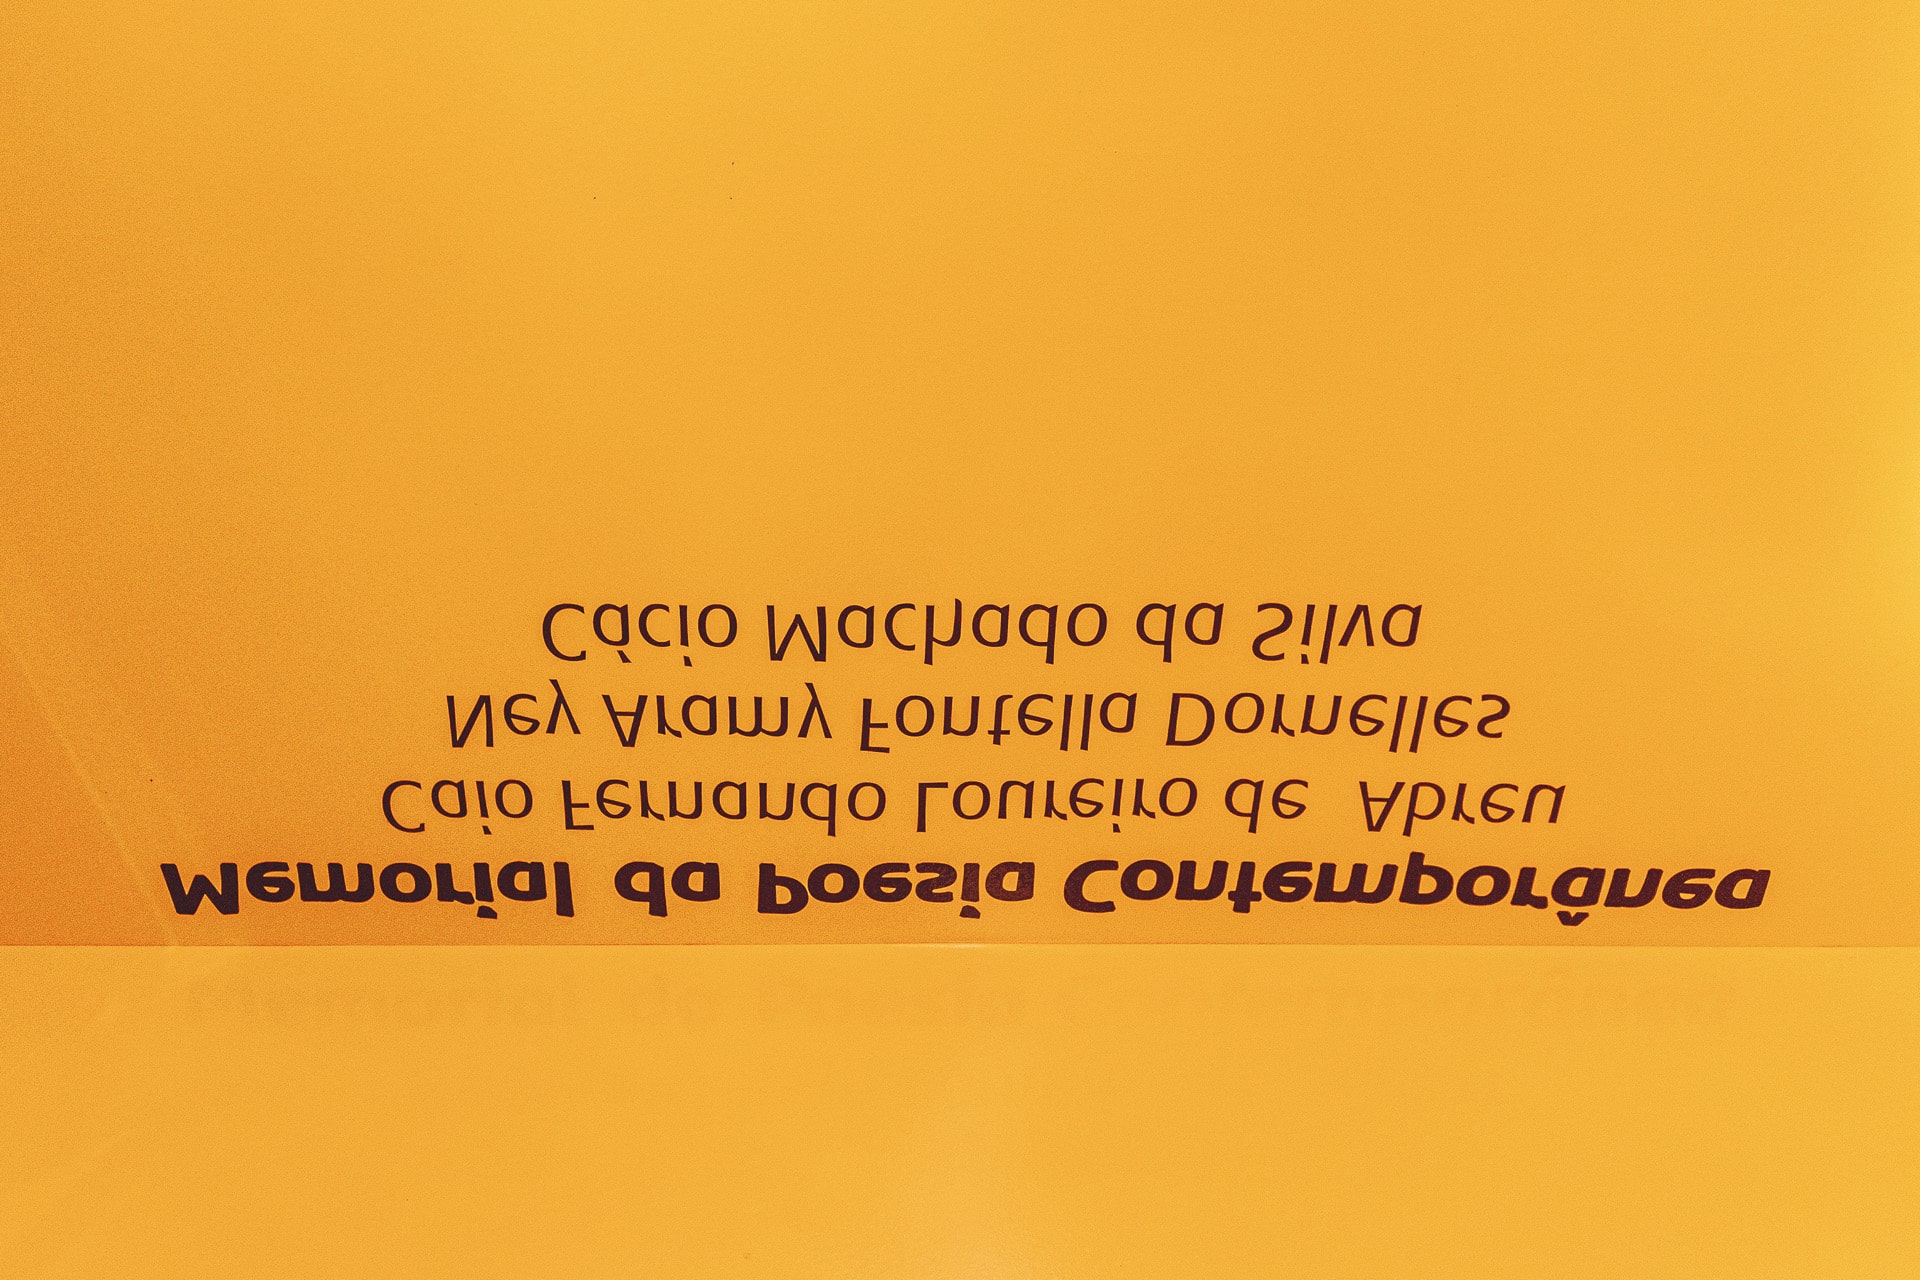 Memorial da Poesia Contemporânea
Caio Fernando Loureiro de Abreu
Ney Aramy Fontella Dornelles
Cácio Machado da Silva